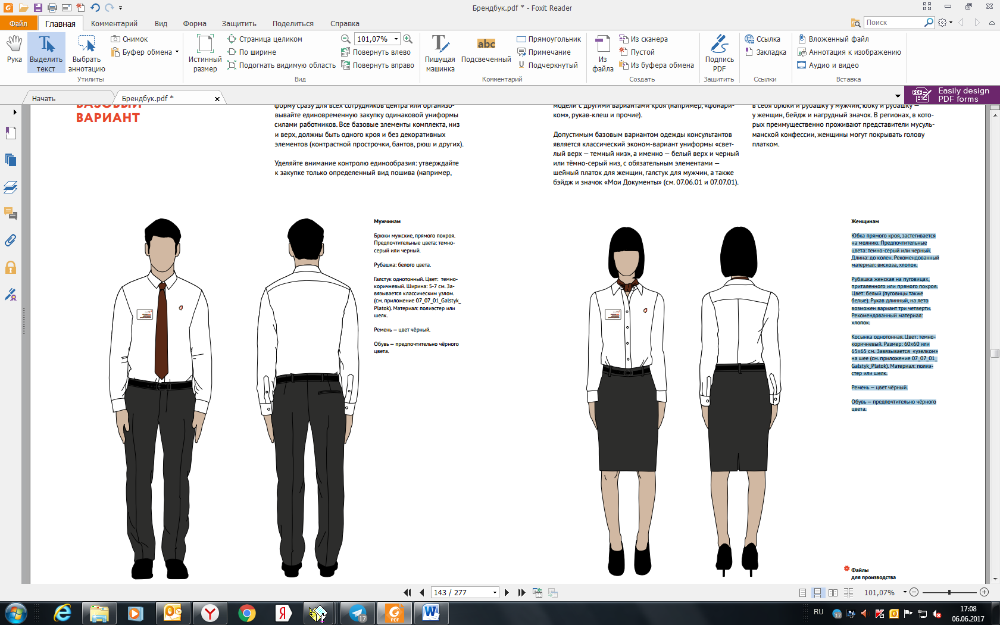 Брендбук.pdf * - Foxit Reader
Файл
Главная
Комментарий
Вид
Форма
Защитить
Поделиться
Справка
Поиск
Рука
Выделить
текст
Выбрать
аннотацию
Снимок
Буфер обмена
Утилиты
Истинный
размер
Страница целиком
По ширине
Подогнать видимую область
101,07%
Повернуть влево
Повернуть вправо
Вид
Пишущая
машинка
abc
Подсвеченный
Прямоугольник
Примечание
Подчеркнутый
Комментарий
Из
файла
Из сканера
Пустой
Из буфера обмена
Создать
Подпись
PDF
Защитить
Ссылка
Закладка
Ссылки
Вложенный файл
Аннотация к изображению
Аудио и видео
Вставка
Начать
Брендбук.pdf *
PDF
Easily design
PDF forms
БАЗОВЫЙ
ВАРИАНТ
форму сразу для всех сотрудников центра или организо-
вывайте единовременную закупку одинаковой униформы
силами работников. Все базовые элементы комплекта, низ
и верх, должны быть одного кроя и без декоративных
элементов (контрастной прострочки, бантов, рюш и других).
Уделяйте внимание контролю единообразия: утверждайте
к закупке только определенный вид пошива (например,
модели с другими вариантами кроя (например, «фонари-
ком», рукав-клеш и прочие).
Допустимым базовым вариантом одежды консультантов
является классический эконом-вариант униформы «свет-
лый верх — темный низ», а именно — белый верх и черный
или тёмно-серый низ, с обязательным элементами —
шейный платок для женщин, галстук для мужчин, а также
бэйдж и значок «Мои Документы» (см. 07.06.01 и 07.07.01).
в себя брюки и рубашку у мужчин, юбку и рубашку —
у женщин, бейдж и нагрудный значок. В регионах, в кото-
рых преимущественно проживают представители мусуль-
манской конфессии, женщины могут покрывать голову
платком.
Мужчинам
Брюки мужские, прямого покроя.
Предпочтительные цвета: темно-
серый или черный.
Рубашка: белого цвета.
Галстук однотонный. Цвет: темно-
коричневый. Ширина: 5-7 см. За-
вязывается классическим узлом.
(см. приложение 07_07_01_Galstyk_
Platok). Материал: полиэстер или
шелк.
Ремень — цвет чёрный.
Обувь — предпочтительно чёрного
цвета.
Женщинам
Юбка прямого кроя, застегивается
на молнию. Предпочтительные
цвета: темно-серый или черный.
Длина: до колен. Рекомендованный
материал: вискоза, хлопок.
Рубашка женская на пуговицах,
приталенного или прямого покроя.
Цвет: белый (пуговицы также
белые). Рукав длинный, на лето
возможен вариант три четверти.
Рекомендованный материал:
хлопок.
Косынка однотонная. Цвет: темно-
коричневый. Размер: 60х60 или
65х65 см. Завязывается «узелком»
на шее (см. приложение 07_07_01_
Galstyk_Platok). Материал: полиэ-
стер или шелк.
Ремень — цвет чёрный.
Обувь — предпочтительно чёрного
цвета.
Файлы
для производства
143 / 277
101,07%
17
PDF
RU
17
17:08
06.06.2017